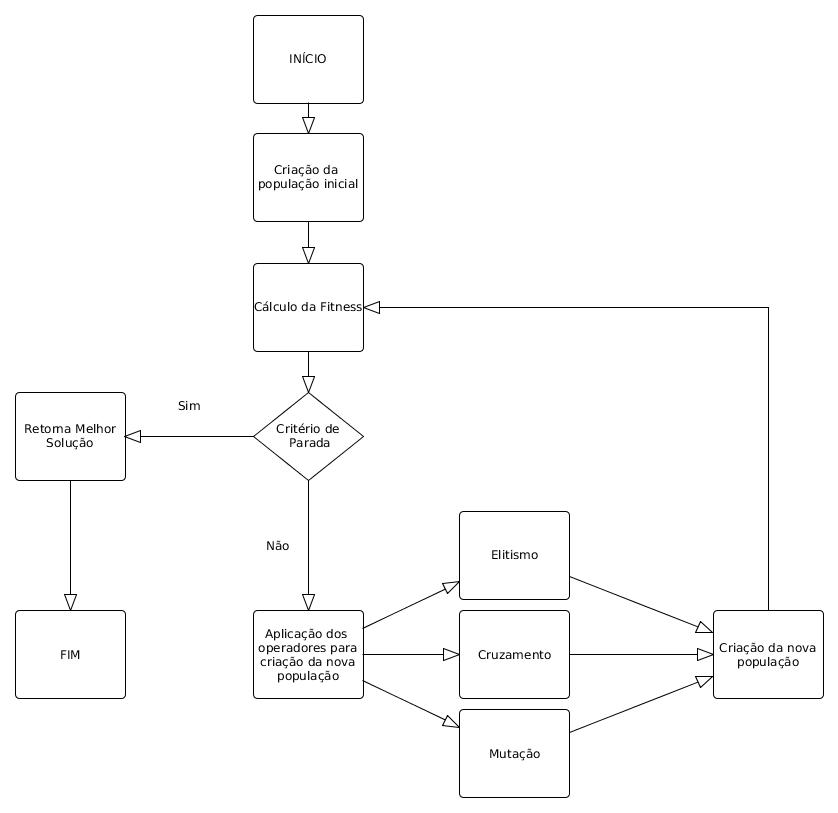 INÍCIO
Criação da
população inicial
Cálculo da Fitness
Sim
Critério de
Parada
Retorna Melhor
Solução
Não
Elitismo
FIM
Aplicação dos
operadores para
criação da nova
população
Cruzamento
Criação da nova
população
Mutação